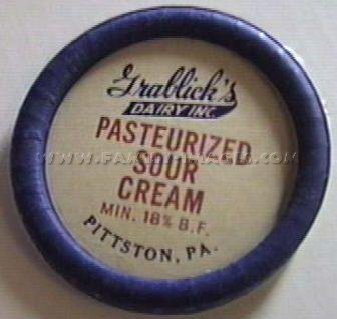 Grablick's
DAIRY INC.
PASTEURIZED
SOUR
CREAM
MIN. 18% B.F.
PITTSTON, PA.